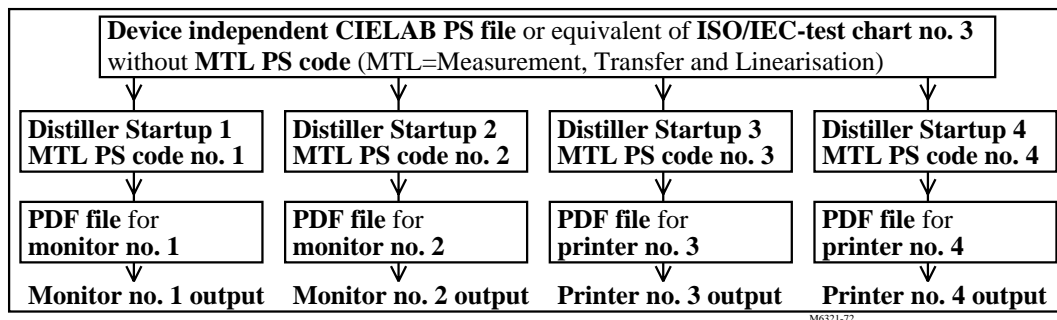 Device independent CIELAB PS file or equivalent of ISO/IEC-test chart no. 3
without MTL PS code (MTL=Measurement, Transfer and Linearisation)
Distiller Startup 1
MTL PS code no. 1
Distiller Startup 2
MTL PS code no. 2
Distiller Startup 3
MTL PS code no. 3
Distiller Startup 4
MTL PS code no. 4
PDF file for
monitor no. 1
PDF file for
monitor no. 2
PDF file for
printer no. 3
PDF file for
printer no. 4
Monitor no. 1 output
Monitor no. 2 output
Printer no. 3 output
Printer no. 4 output
M6321-72